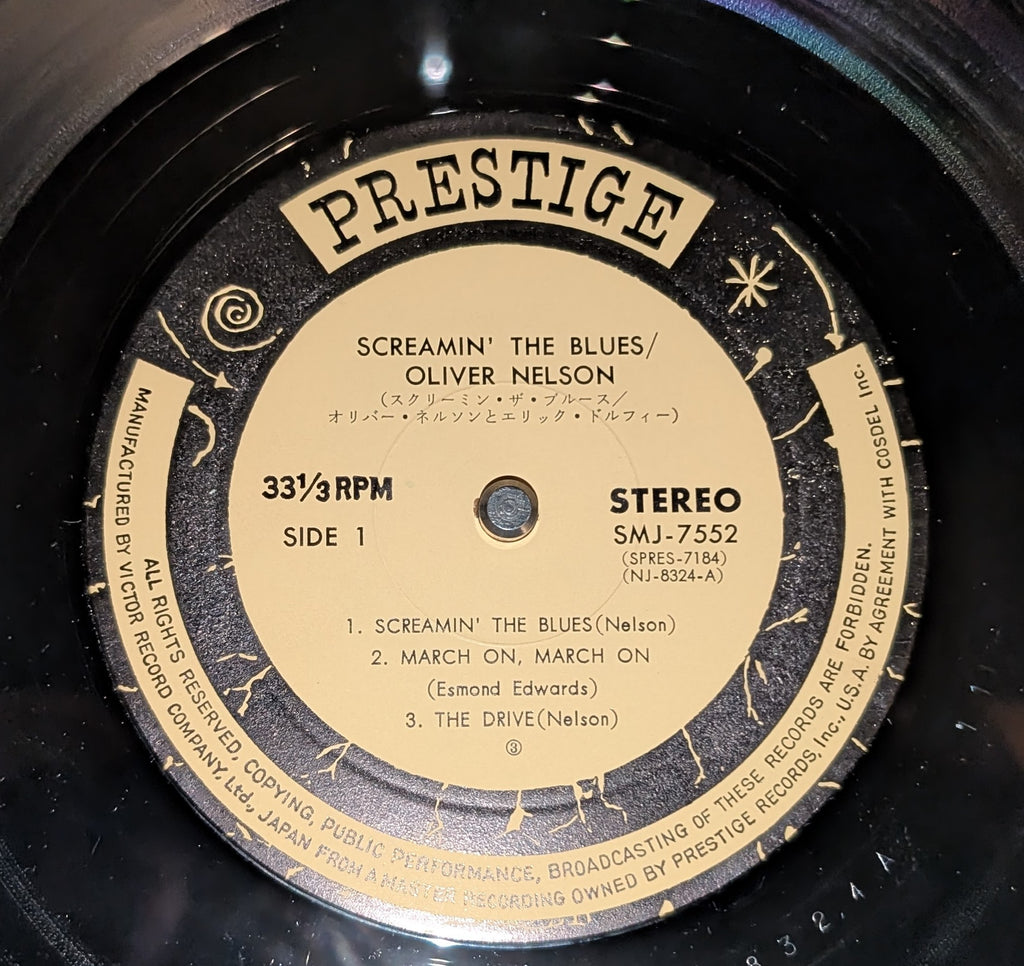 PRESTIGE
SCREAMIN' THE BLUES/
OLIVER NELSON
(スクリーミン・ザ・ブルース/
オリバー・ネルソンとエリック・ドルフィー)
33⅓ RPM
SIDE 1
STEREO
SMJ-7552
(SPRES-7184)
(NJ-8324-A)
1. SCREAMIN' THE BLUES(Nelson)
2. MARCH ON, MARCH ON
(Esmond Edwards)
3. THE DRIVE(Nelson)
③
ALL RIGHTS RESERVED, COPYING, PUBLIC PERFORMANCE, BROADCASTING OF THESE RECORDS ARE FORBIDDEN.
MANUFACTURED BY VICTOR RECORD COMPANY, Ltd., JAPAN FROM A MASTER RECORDING OWNED BY PRESTIGE RECORDS, Inc., U.S.A. BY AGREEMENT WITH COSDEL Inc.
8 3 2 4 A